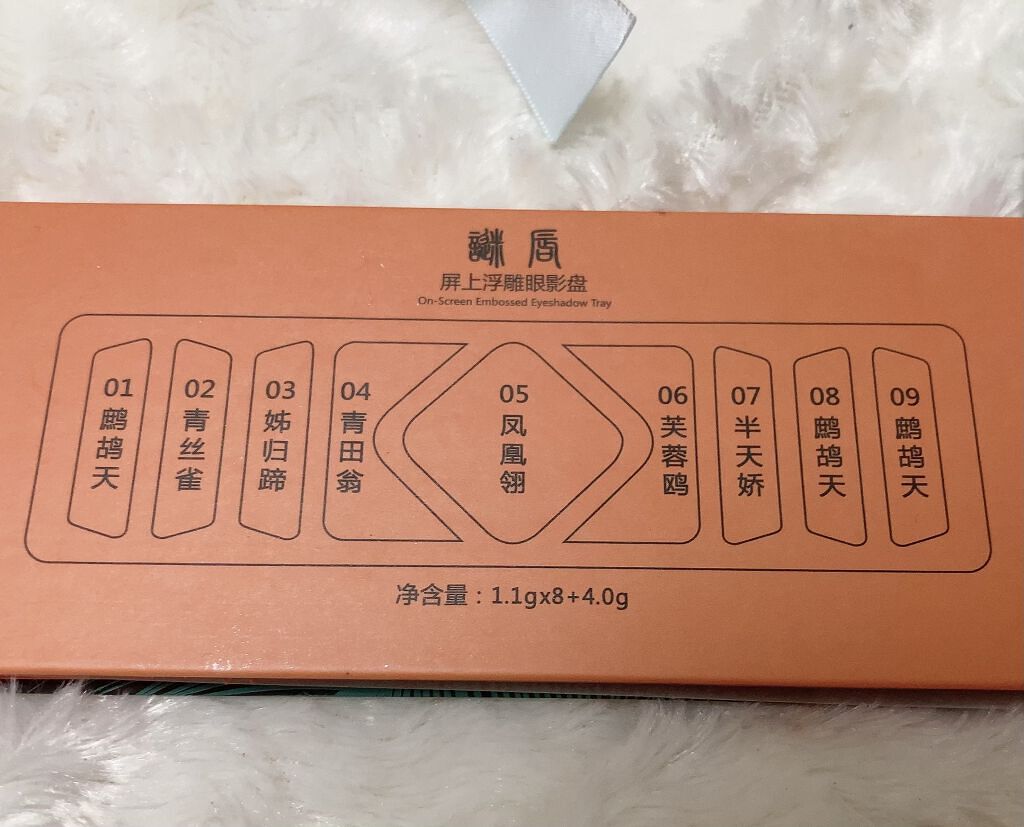 謎唇
屏上浮雕眼影盘
On-Screen Embossed Eyeshadow Tray
01
鹧鸪天
02
青丝雀
03
姊归蹄
04
青田翁
05
凤凰翎
06
芙蓉鸥
07
半天娇
08
鹧鸪天
09
鹧鸪天
净含量：1.1gx8+4.0g